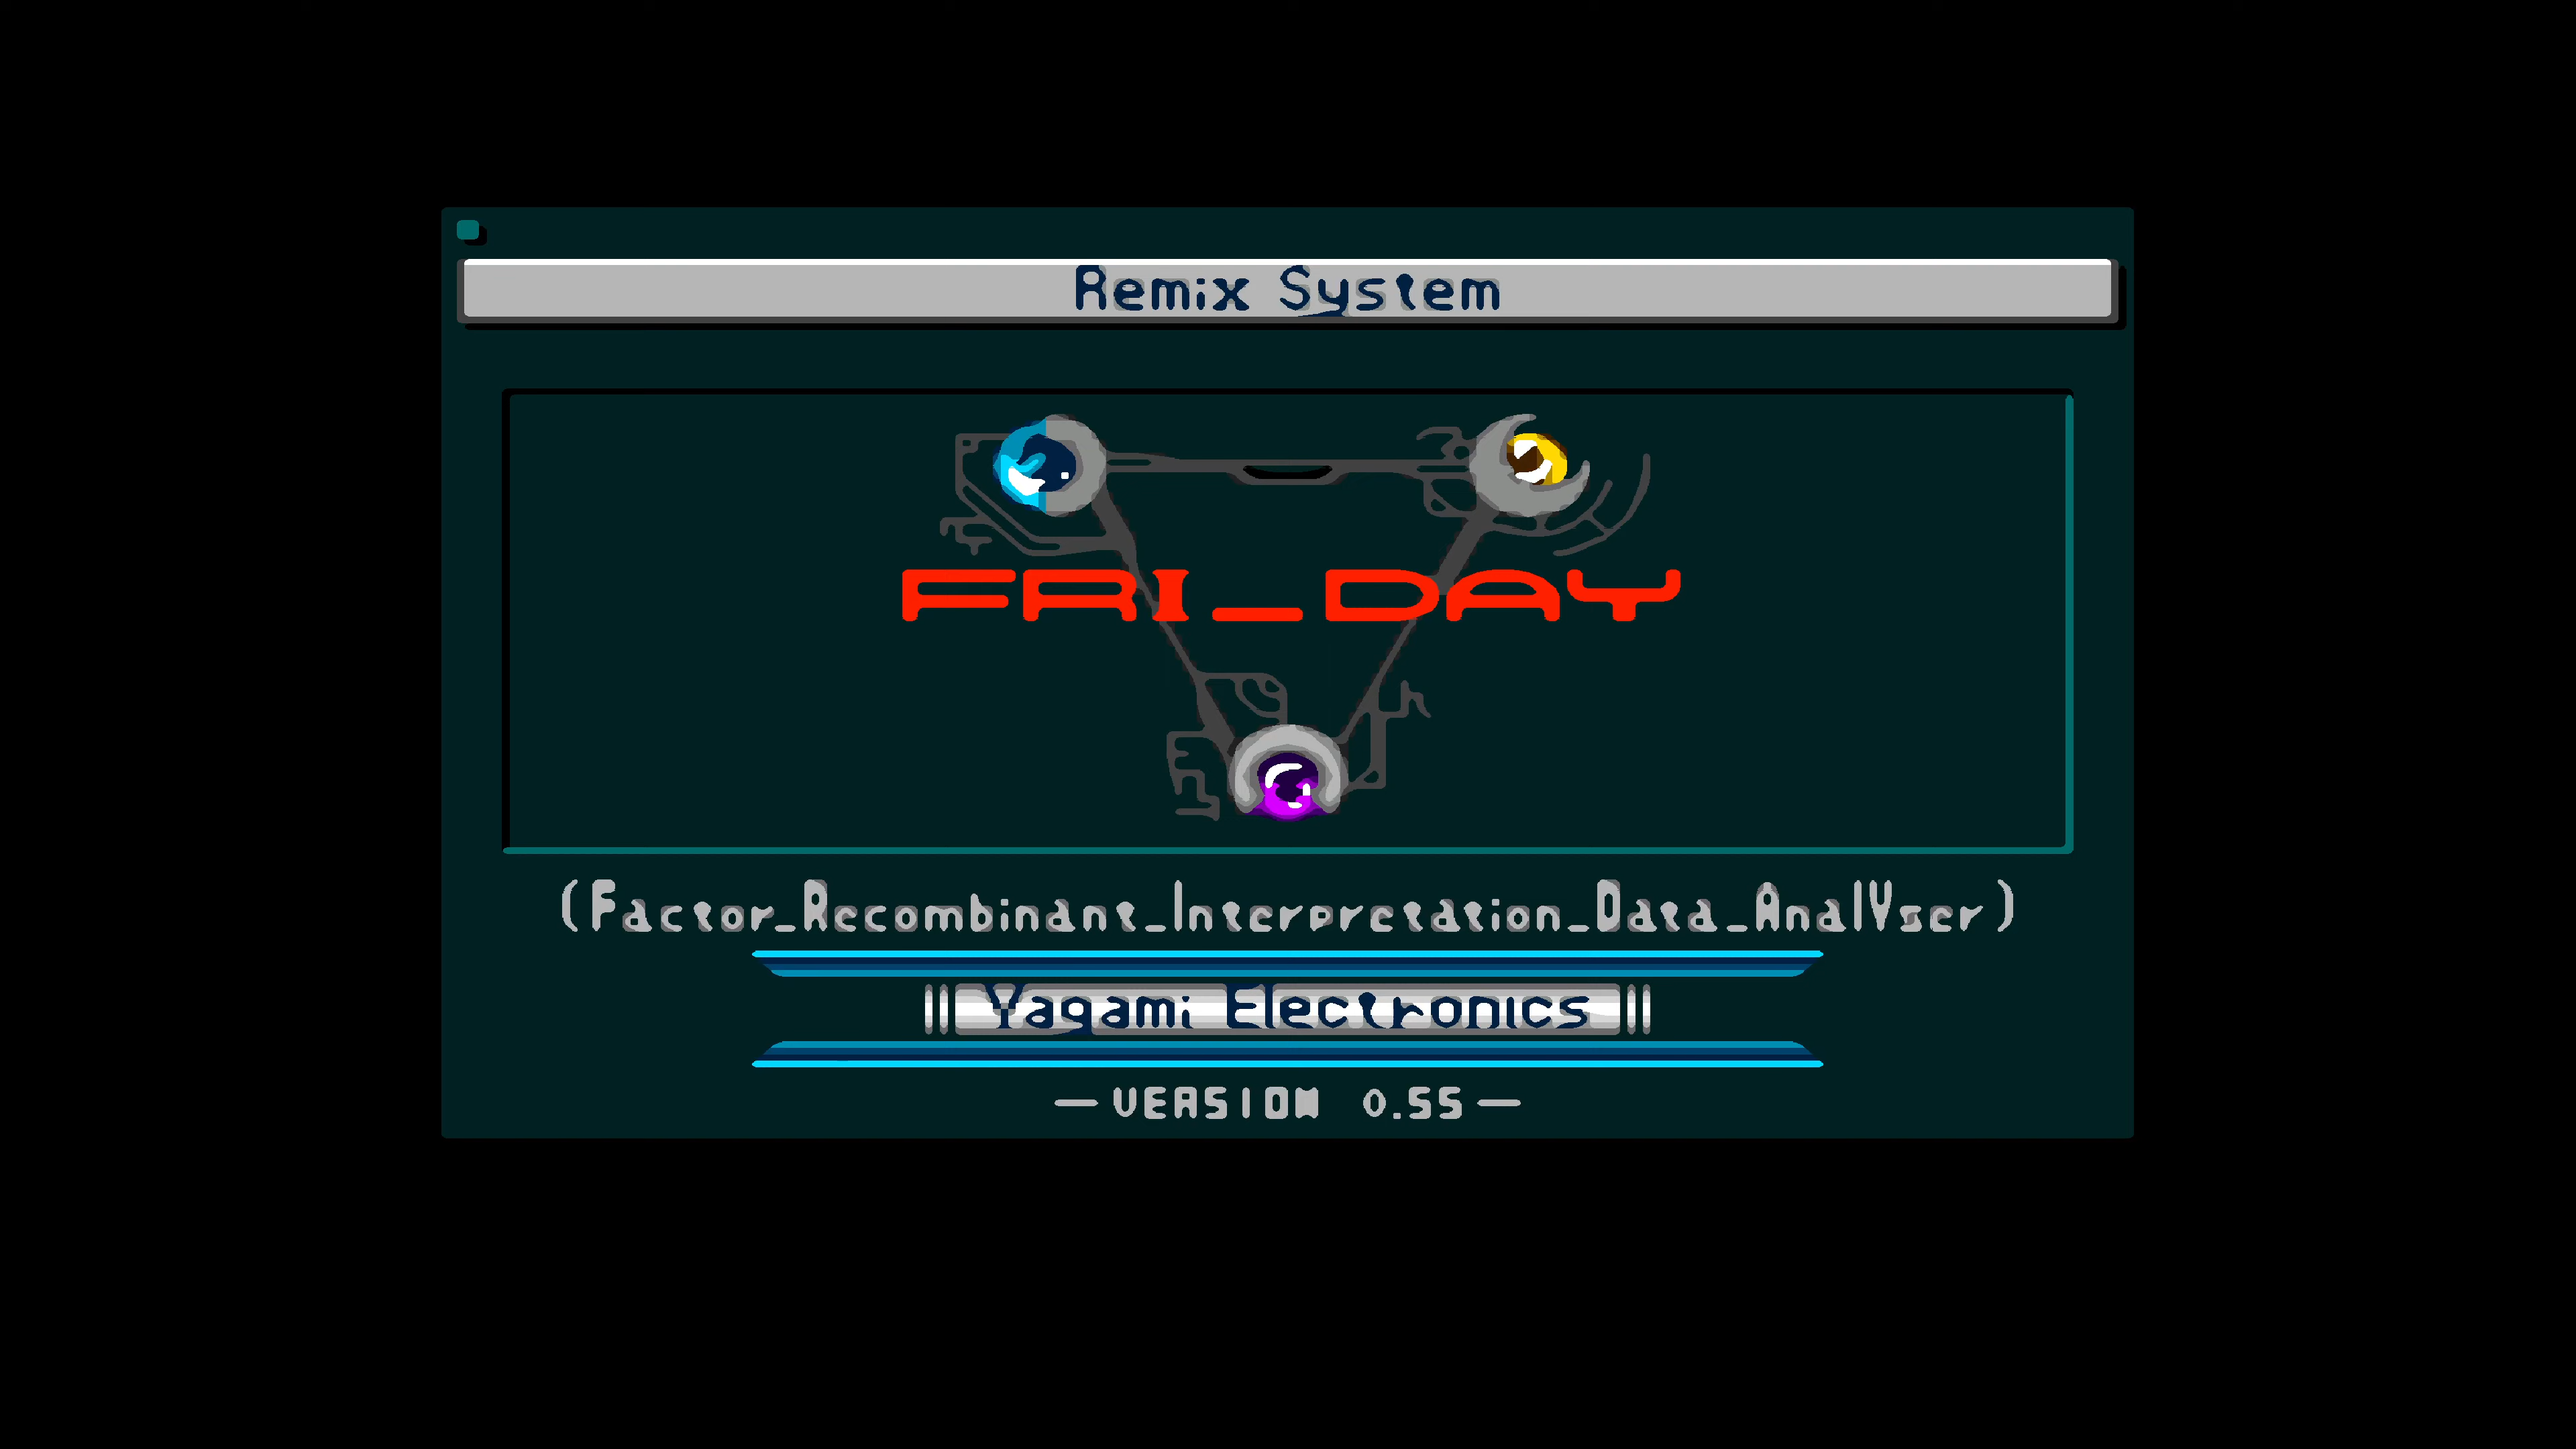 Remix System
FRI_DAY
(Factor_Recombinant_Interpretation_Data_AnalYser)
Yagami Electronics
—VERSION 0.55—